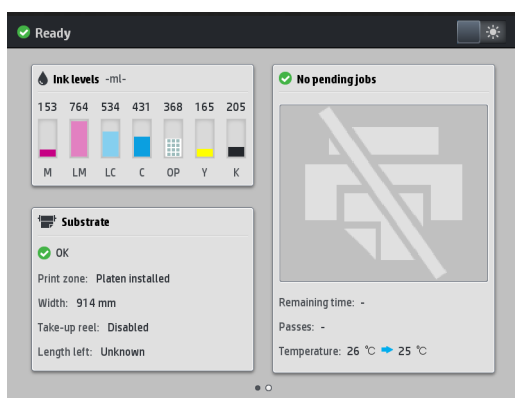 Ready
Ink levels -ml-
153 764 534 431 368 165 205
M LM LC C OP Y K
Substrate
OK
Print zone: Platen installed
Width: 914 mm
Take-up reel: Disabled
Length left: Unknown
No pending jobs
Remaining time: -
Passes: -
Temperature: 26 °C ➡ 25 °C